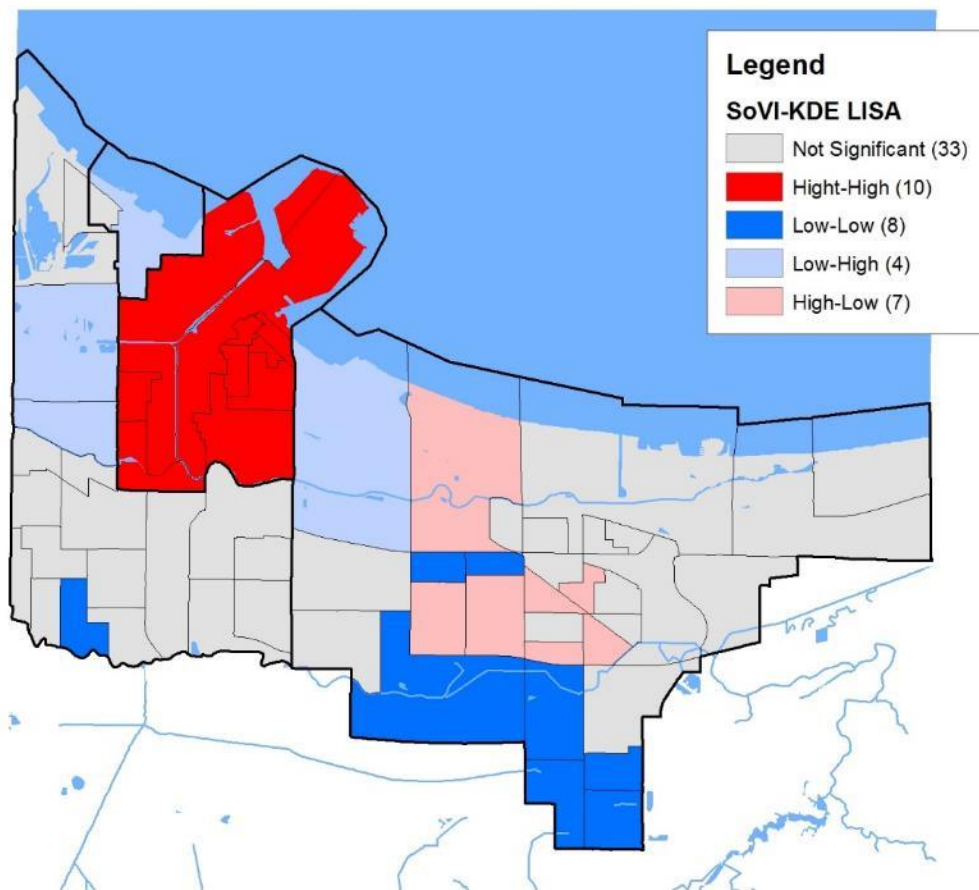 Legend
SoVI-KDE LISA
Not Significant (33)
Hight-High (10)
Low-Low (8)
Low-High (4)
High-Low (7)